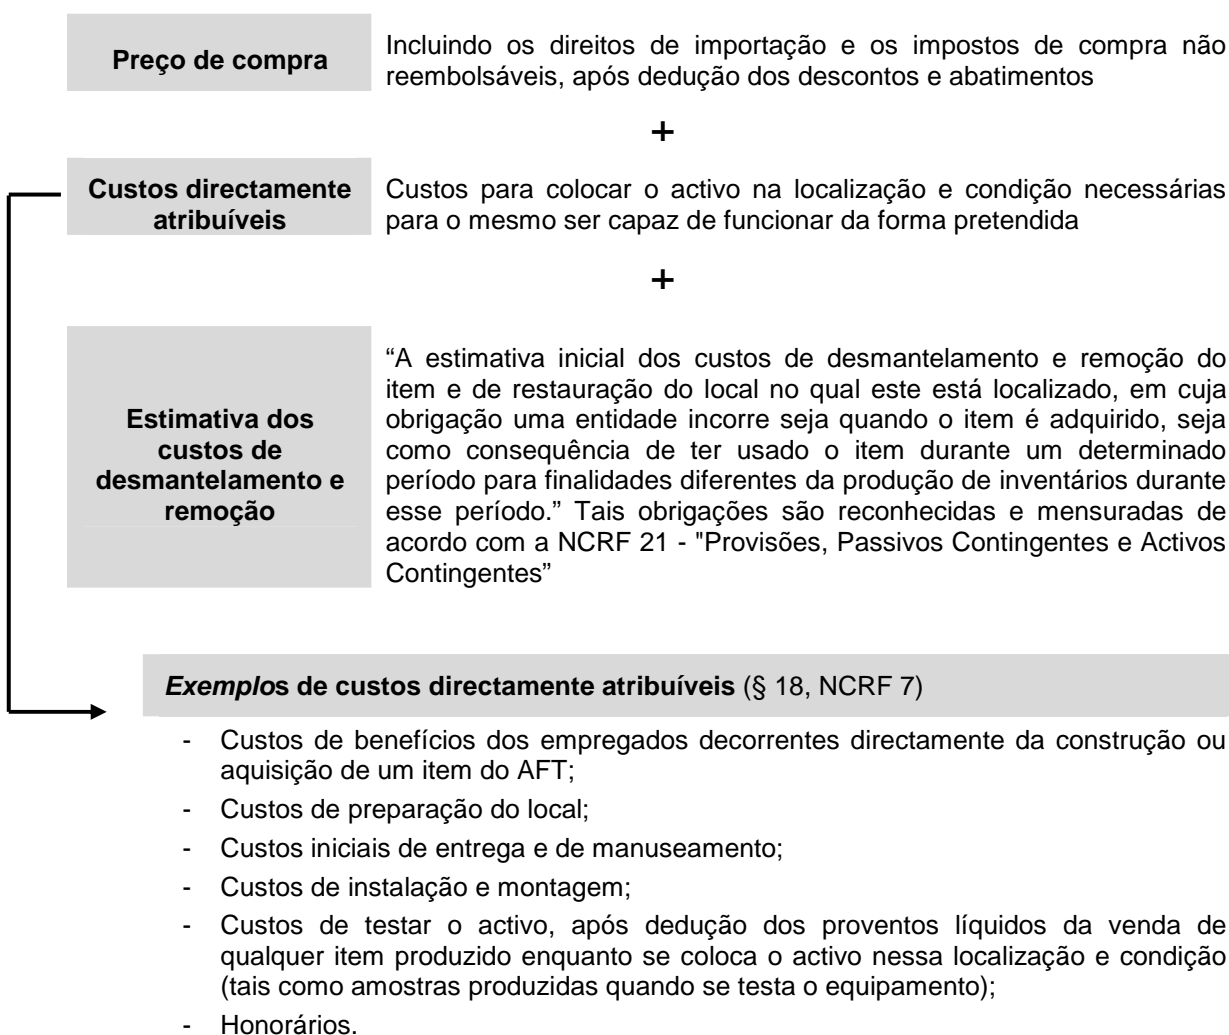 Preço de compra
Incluindo os direitos de importação e os impostos de compra não
reembolsáveis, após dedução dos descontos e abatimentos
+
Custos directamente
atribuíveis
Custos para colocar o activo na localização e condição necessárias
para o mesmo ser capaz de funcionar da forma pretendida
+
Estimativa dos
custos de
desmantelamento e
remoção
“A estimativa inicial dos custos de desmantelamento e remoção do
item e de restauração do local no qual este está localizado, em cuja
obrigação uma entidade incorre seja quando o item é adquirido, seja
como consequência de ter usado o item durante um determinado
período para finalidades diferentes da produção de inventários durante
esse período.” Tais obrigações são reconhecidas e mensuradas de
acordo com a NCRF 21 - "Provisões, Passivos Contingentes e Activos
Contingentes”
Exemplos de custos directamente atribuíveis (§ 18, NCRF 7)
- Custos de benefícios dos empregados decorrentes directamente da construção ou
aquisição de um item do AFT;
- Custos de preparação do local;
- Custos iniciais de entrega e de manuseamento;
- Custos de instalação e montagem;
- Custos de testar o activo, após dedução dos proventos líquidos da venda de
qualquer item produzido enquanto se coloca o activo nessa localização e condição
(tais como amostras produzidas quando se testa o equipamento);
- Honorários.